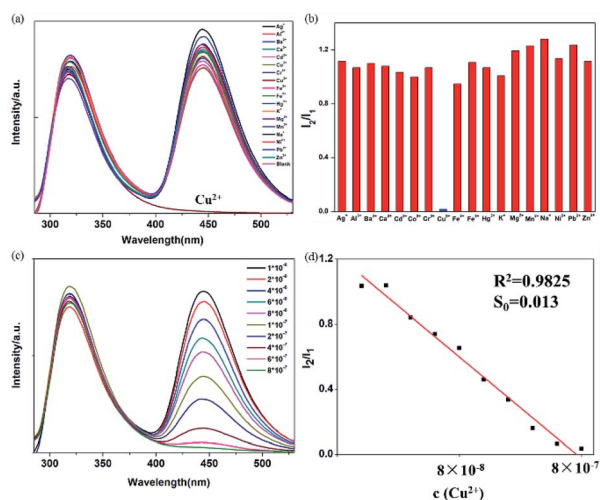 (a)
Intensity/a.u.
Ag⁺
Al³⁺
Ba²⁺
Ca²⁺
Cd²⁺
Co²⁺
Cr³⁺
Cu²⁺
Fe²⁺
Fe³⁺
Hg²⁺
K⁺
Mg²⁺
Mn²⁺
Na⁺
Ni²⁺
Pb²⁺
Zn²⁺
Blank
Cu²⁺
300 350 400 450 500
Wavelength(nm)
(b)
I₂/I₁
1.2
0.8
0.4
0.0
Ag⁺ Al³⁺ Ba²⁺ Ca²⁺ Cd²⁺ Co²⁺ Cr³⁺ Cu²⁺ Fe²⁺ Fe³⁺ Hg²⁺ K⁺ Mg²⁺ Mn²⁺ Na⁺ Ni²⁺ Pb²⁺ Zn²⁺
(c)
Intensity/a.u.
1*10⁻⁸
2*10⁻⁸
4*10⁻⁸
6*10⁻⁸
8*10⁻⁸
1*10⁻⁷
2*10⁻⁷
4*10⁻⁷
6*10⁻⁷
8*10⁻⁷
300 350 400 450 500
Wavelength(nm)
(d)
R²=0.9825
S₀=0.013
I₂/I₁
1.2
0.8
0.4
0.0
8×10⁻⁸ 8×10⁻⁷
c (Cu²⁺)